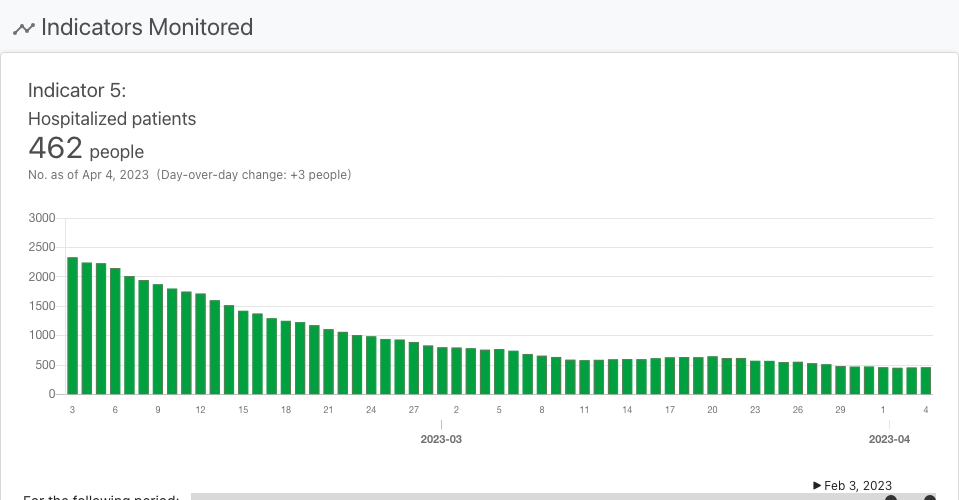 Indicators Monitored
Indicator 5:
Hospitalized patients
462 people
No. as of Apr 4, 2023 (Day-over-day change: +3 people)
3000
2500
2000
1500
1000
500
0
3 6 9 12 15 18 21 24 27 2 5 8 11 14 17 20 23 26 29 1 4
2023-03 2023-04
▶ Feb 3, 2023
For the following period: